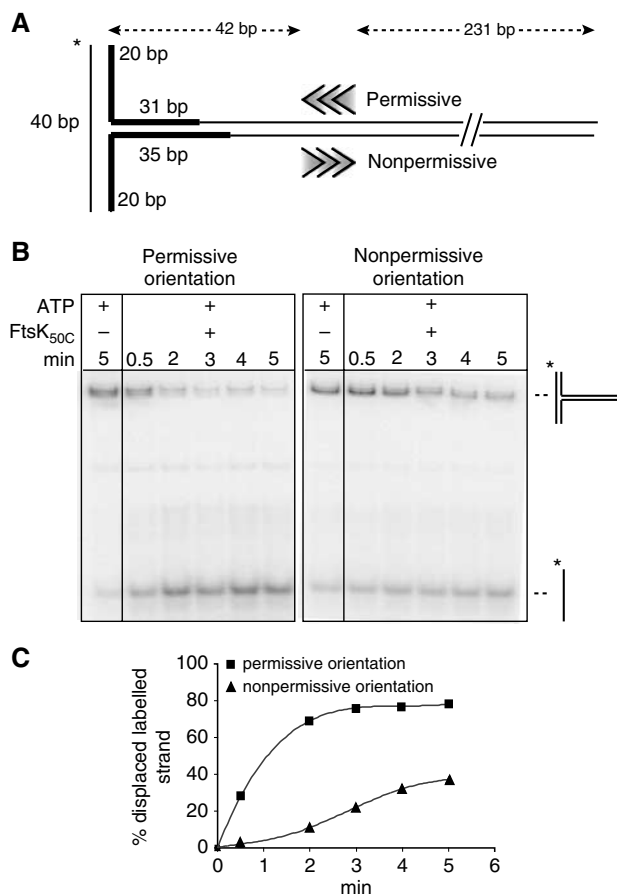 A
42 bp
231 bp
*
20 bp
31 bp
Permissive
40 bp
35 bp
Nonpermissive
20 bp
B
Permissive orientation
Nonpermissive orientation
ATP + + + +
FtsK50C – + – +
min 5 0.5 2 3 4 5 5 0.5 2 3 4 5
*
*
C
% displaced labelled strand
100
80
60
40
20
0
permissive orientation
nonpermissive orientation
0 1 2 3 4 5 6
min